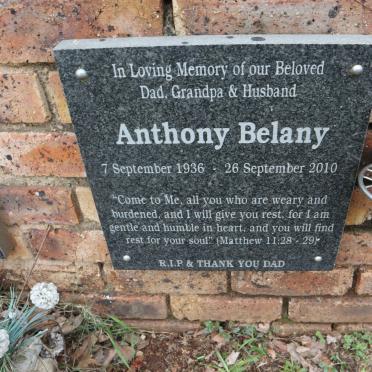 In Loving Memory of our Beloved
Dad, Grandpa & Husband
Anthony Belany
7 September 1936 - 26 September 2010
"Come to Me, all you who are weary and
burdened, and I will give you rest, for I am
gentle and humble in heart, and you will find
rest for your soul" (Matthew 11:28 - 29)
R.I.P & THANK YOU DAD